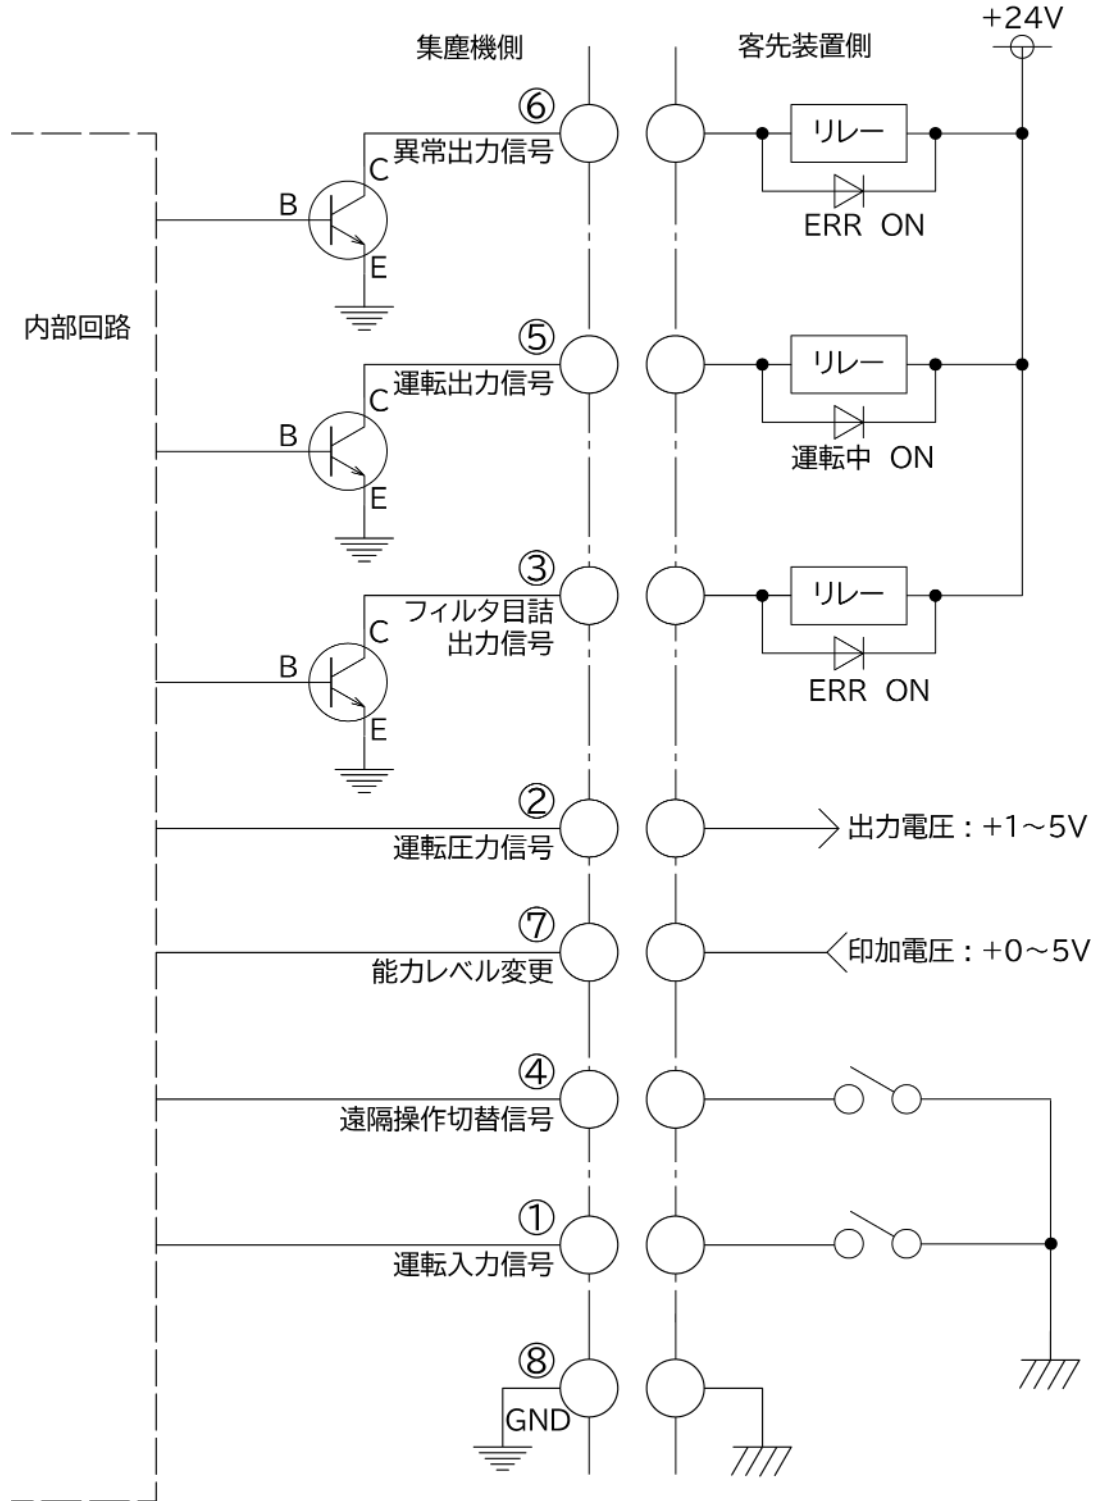 +24V
集塵機側
客先装置側
⑥
異常出力信号
C
B
E
リレー
ERR ON
内部回路
⑤
運転出力信号
C
B
E
リレー
運転中 ON
③
フィルタ目詰
出力信号
C
B
E
リレー
ERR ON
②
運転圧力信号
出力電圧：+1～5V
⑦
能力レベル変更
印加電圧：+0～5V
④
遠隔操作切替信号
①
運転入力信号
⑧
GND